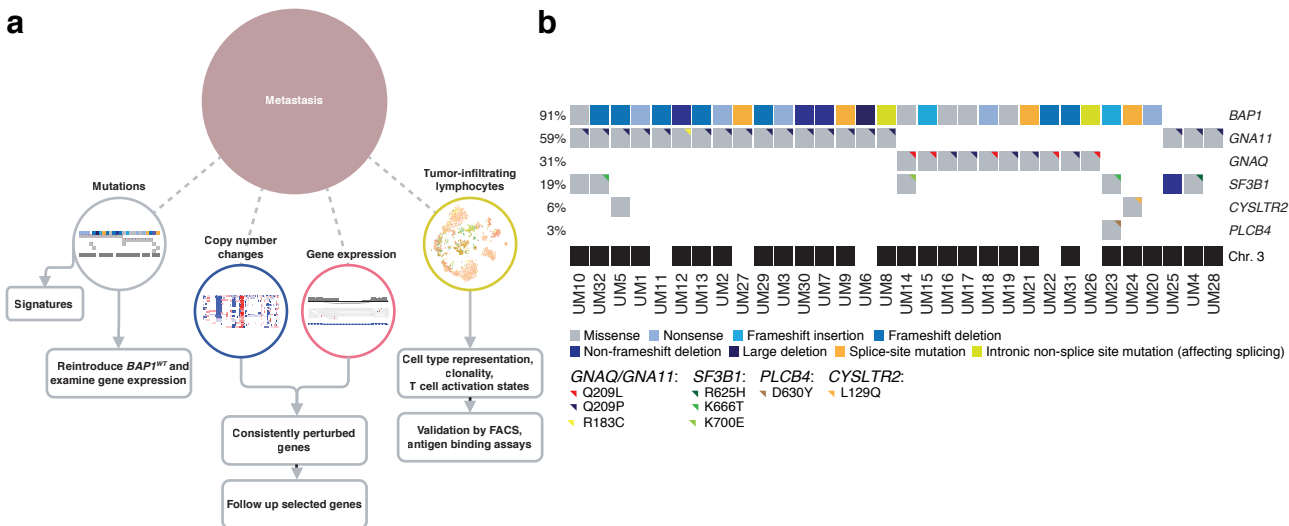 a
Metastasis
Mutations
Copy number
changes
Gene expression
Tumor-infiltrating
lymphocytes
Signatures
Reintroduce BAP1WT and
examine gene expression
Consistently perturbed
genes
Follow up selected genes
Cell type representation,
clonality,
T cell activation states
Validation by FACS,
antigen binding assays
b
91% BAP1
59% GNA11
31% GNAQ
19% SF3B1
6% CYSLTR2
3% PLCB4
Chr. 3
UM10 UM32 UM5 UM1 UM11 UM12 UM13 UM2 UM27 UM29 UM3 UM30 UM7 UM9 UM6 UM8 UM14 UM15 UM16 UM17 UM18 UM19 UM21 UM22 UM31 UM26 UM23 UM24 UM20 UM25 UM4 UM28
Missense Nonsense Frameshift insertion Frameshift deletion
Non-frameshift deletion Large deletion Splice-site mutation Intronic non-splice site mutation (affecting splicing)
GNAQ/GNA11: SF3B1: PLCB4: CYSLTR2:
Q209L R625H D630Y L129Q
Q209P K666T
R183C K700E